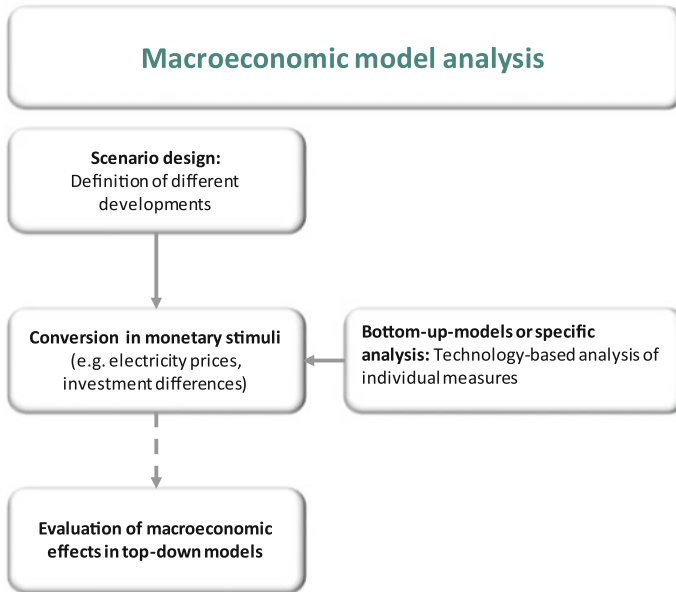 Macroeconomic model analysis
Scenario design:
Definition of different
developments
Conversion in monetary stimuli
(e.g. electricity prices,
investment differences)
Bottom-up-models or specific
analysis: Technology-based analysis of
individual measures
Evaluation of macroeconomic
effects in top-down models